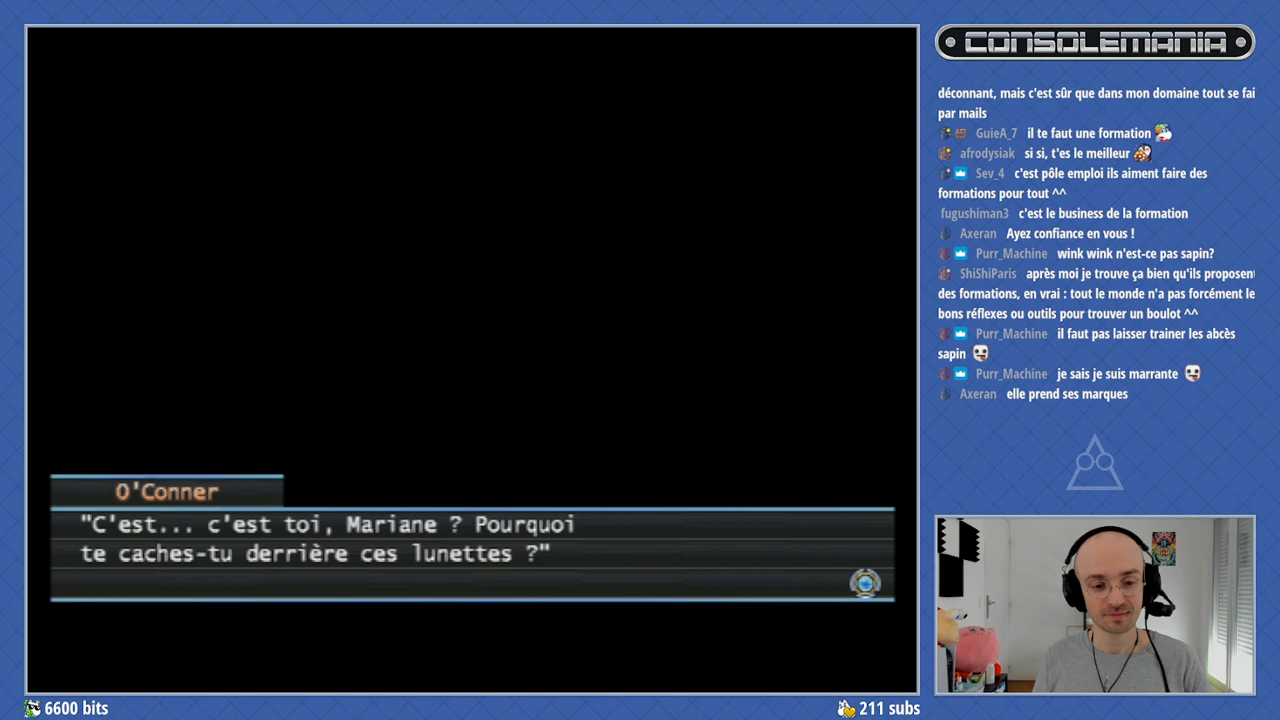 CONSOLEMANIA
déconnant, mais c'est sûr que dans mon domaine tout se fai
par mails
GuieA_7 il te faut une formation
afrodysiak si si, t'es le meilleur
Sev_4 c'est pôle emploi ils aiment faire des
formations pour tout ^^
fugushiman3 c'est le business de la formation
Axeran Ayez confiance en vous !
Purr_Machine wink wink n'est-ce pas sapin?
ShiShiParis après moi je trouve ça bien qu'ils proposent
des formations, en vrai : tout le monde n'a pas forcément le
bons réflexes ou outils pour trouver un boulot ^^
Purr_Machine il faut pas laisser trainer les abcès
sapin
Purr_Machine je sais je suis marrante
Axeran elle prend ses marques
O'Conner
"C'est... c'est toi, Mariane ? Pourquoi
te caches-tu derrière ces lunettes ?"
6600 bits
211 subs